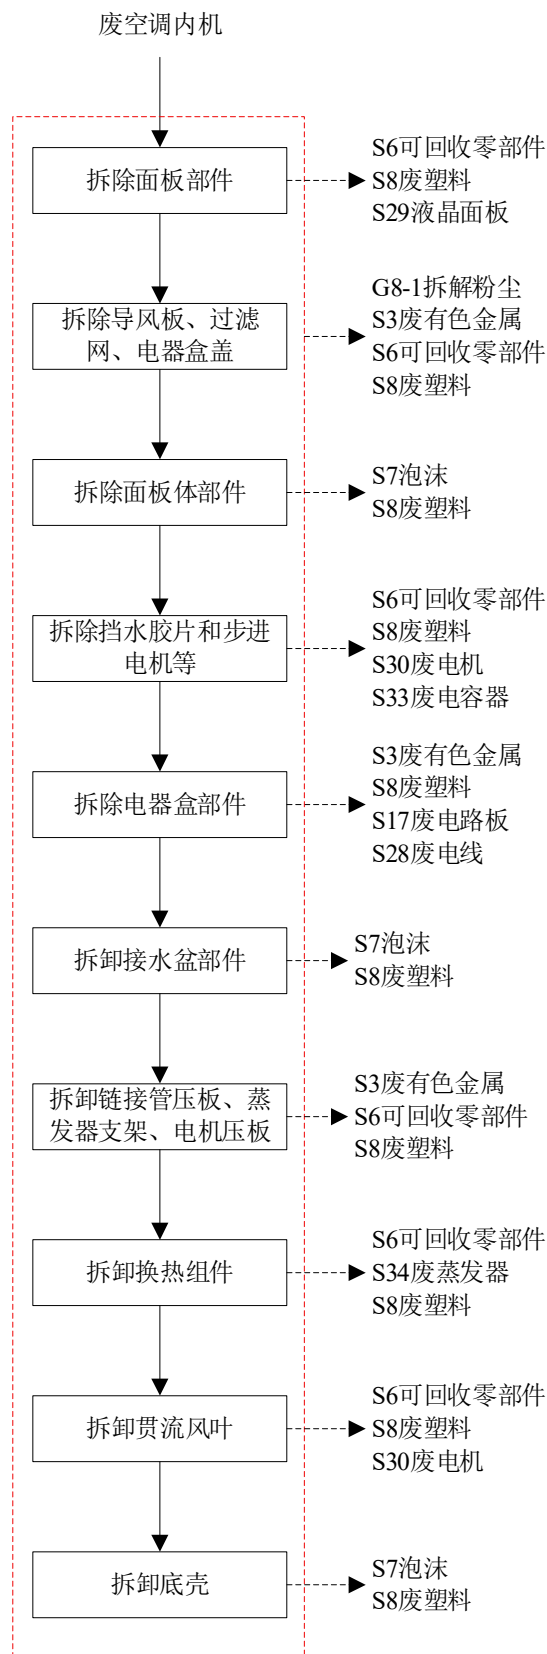 废空调内机
拆除面板部件
S6可回收零部件
S8废塑料
S29液晶面板
拆除导风板、过滤
网、电器盒盖
G8-1拆解粉尘
S3废有色金属
S6可回收零部件
S8废塑料
拆除面板体部件
S7泡沫
S8废塑料
拆除挡水胶片和步进
电机等
S6可回收零部件
S8废塑料
S30废电机
S33废电容器
拆除电器盒部件
S3废有色金属
S8废塑料
S17废电路板
S28废电线
拆卸接水盆部件
S7泡沫
S8废塑料
拆卸链接管压板、蒸
发器支架、电机压板
S3废有色金属
S6可回收零部件
S8废塑料
拆卸换热组件
S6可回收零部件
S34废蒸发器
S8废塑料
拆卸贯流风叶
S6可回收零部件
S8废塑料
S30废电机
拆卸底壳
S7泡沫
S8废塑料